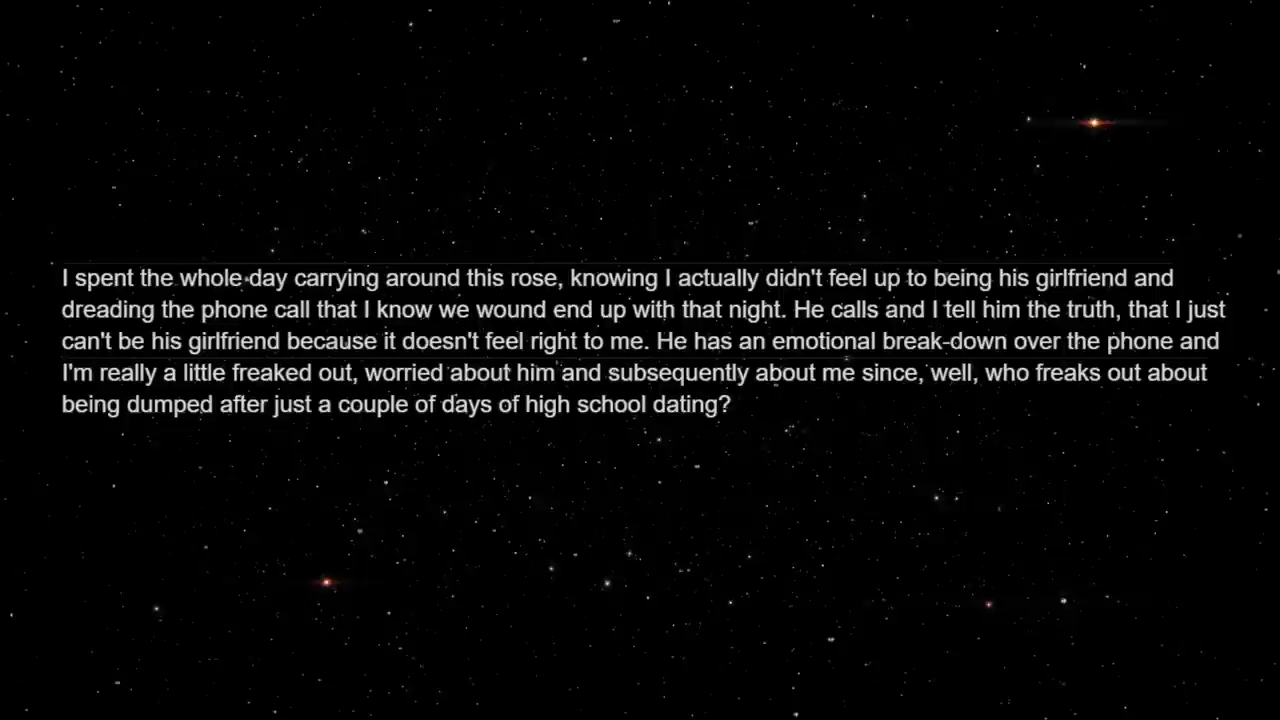 I spent the whole day carrying around this rose, knowing I actually didn't feel up to being his girlfriend and
dreading the phone call that I know we wound end up with that night. He calls and I tell him the truth, that I just
can't be his girlfriend because it doesn't feel right to me. He has an emotional break-down over the phone and
I'm really a little freaked out, worried about him and subsequently about me since, well, who freaks out about
being dumped after just a couple of days of high school dating?